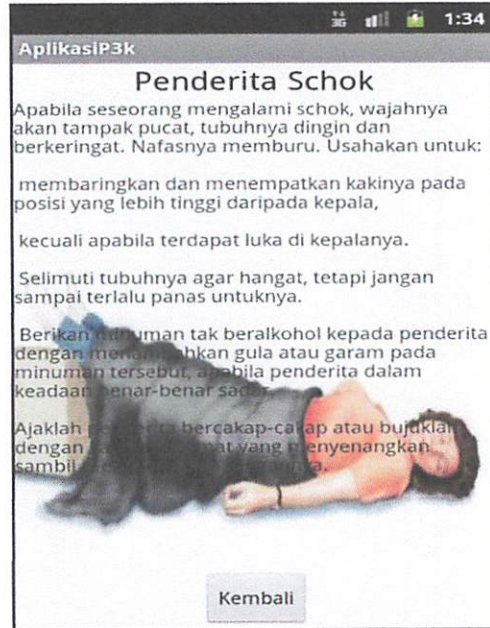 3G 1:34
AplikasiP3k
Penderita Schok
Apabila seseorang mengalami schok, wajahnya
akan tampak pucat, tubuhnya dingin dan
berkeringat. Nafasnya memburu. Usahakan untuk:
membaringkan dan menempatkan kakinya pada
posisi yang lebih tinggi daripada kepala,
kecuali apabila terdapat luka di kepalanya.
Selimuti tubuhnya agar hangat, tetapi jangan
sampai terlalu panas untuknya.
Berikan minuman tak beralkohol kepada penderita
dengan menambahkan gula atau garam pada
minuman tersebut, apabila penderita dalam
keadaan benar-benar sadar.
Ajaklah penderita bercakap-cakap atau bujuklah
dengan yang menyenangkan
sambil
Kembali